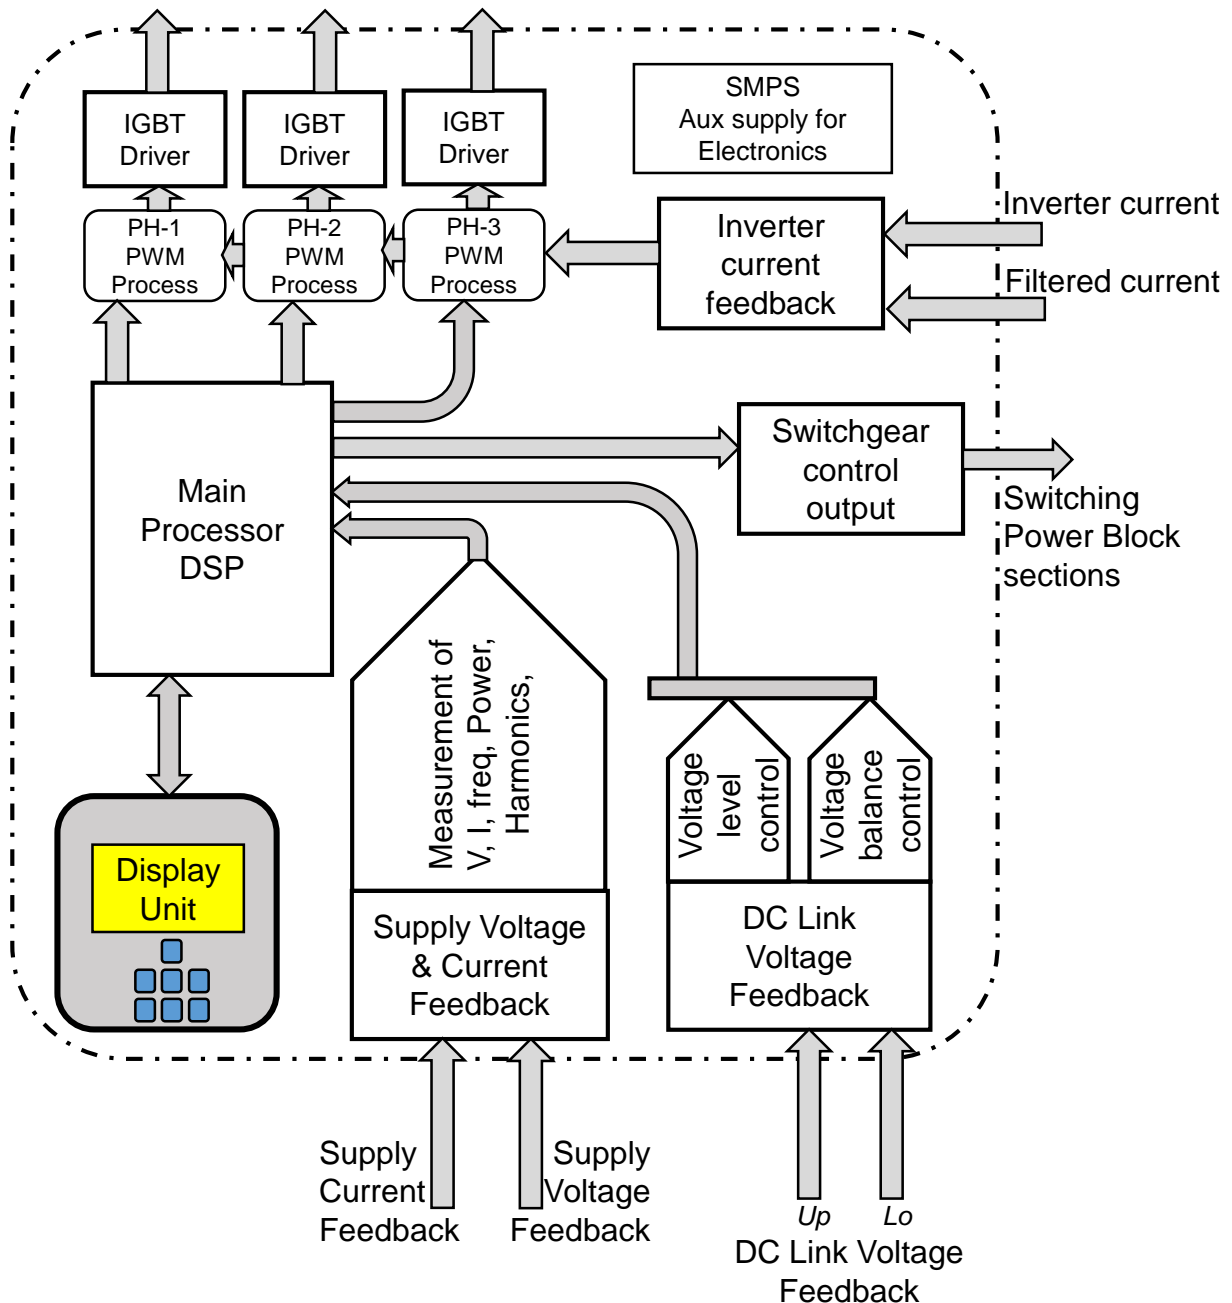 IGBT
Driver
IGBT
Driver
IGBT
Driver
SMPS
Aux supply for
Electronics
PH-1
PWM
Process
PH-2
PWM
Process
PH-3
PWM
Process
Inverter
current
feedback
Inverter current
Filtered current
Main
Processor
DSP
Switchgear
control
output
Switching
Power Block
sections
Measurement of
V, I, freq, Power,
Harmonics,
Voltage
level
control
Voltage
balance
control
Display
Unit
Supply Voltage
& Current
Feedback
DC Link
Voltage
Feedback
Supply
Current
Feedback
Supply
Voltage
Feedback
Up
Lo
DC Link Voltage
Feedback